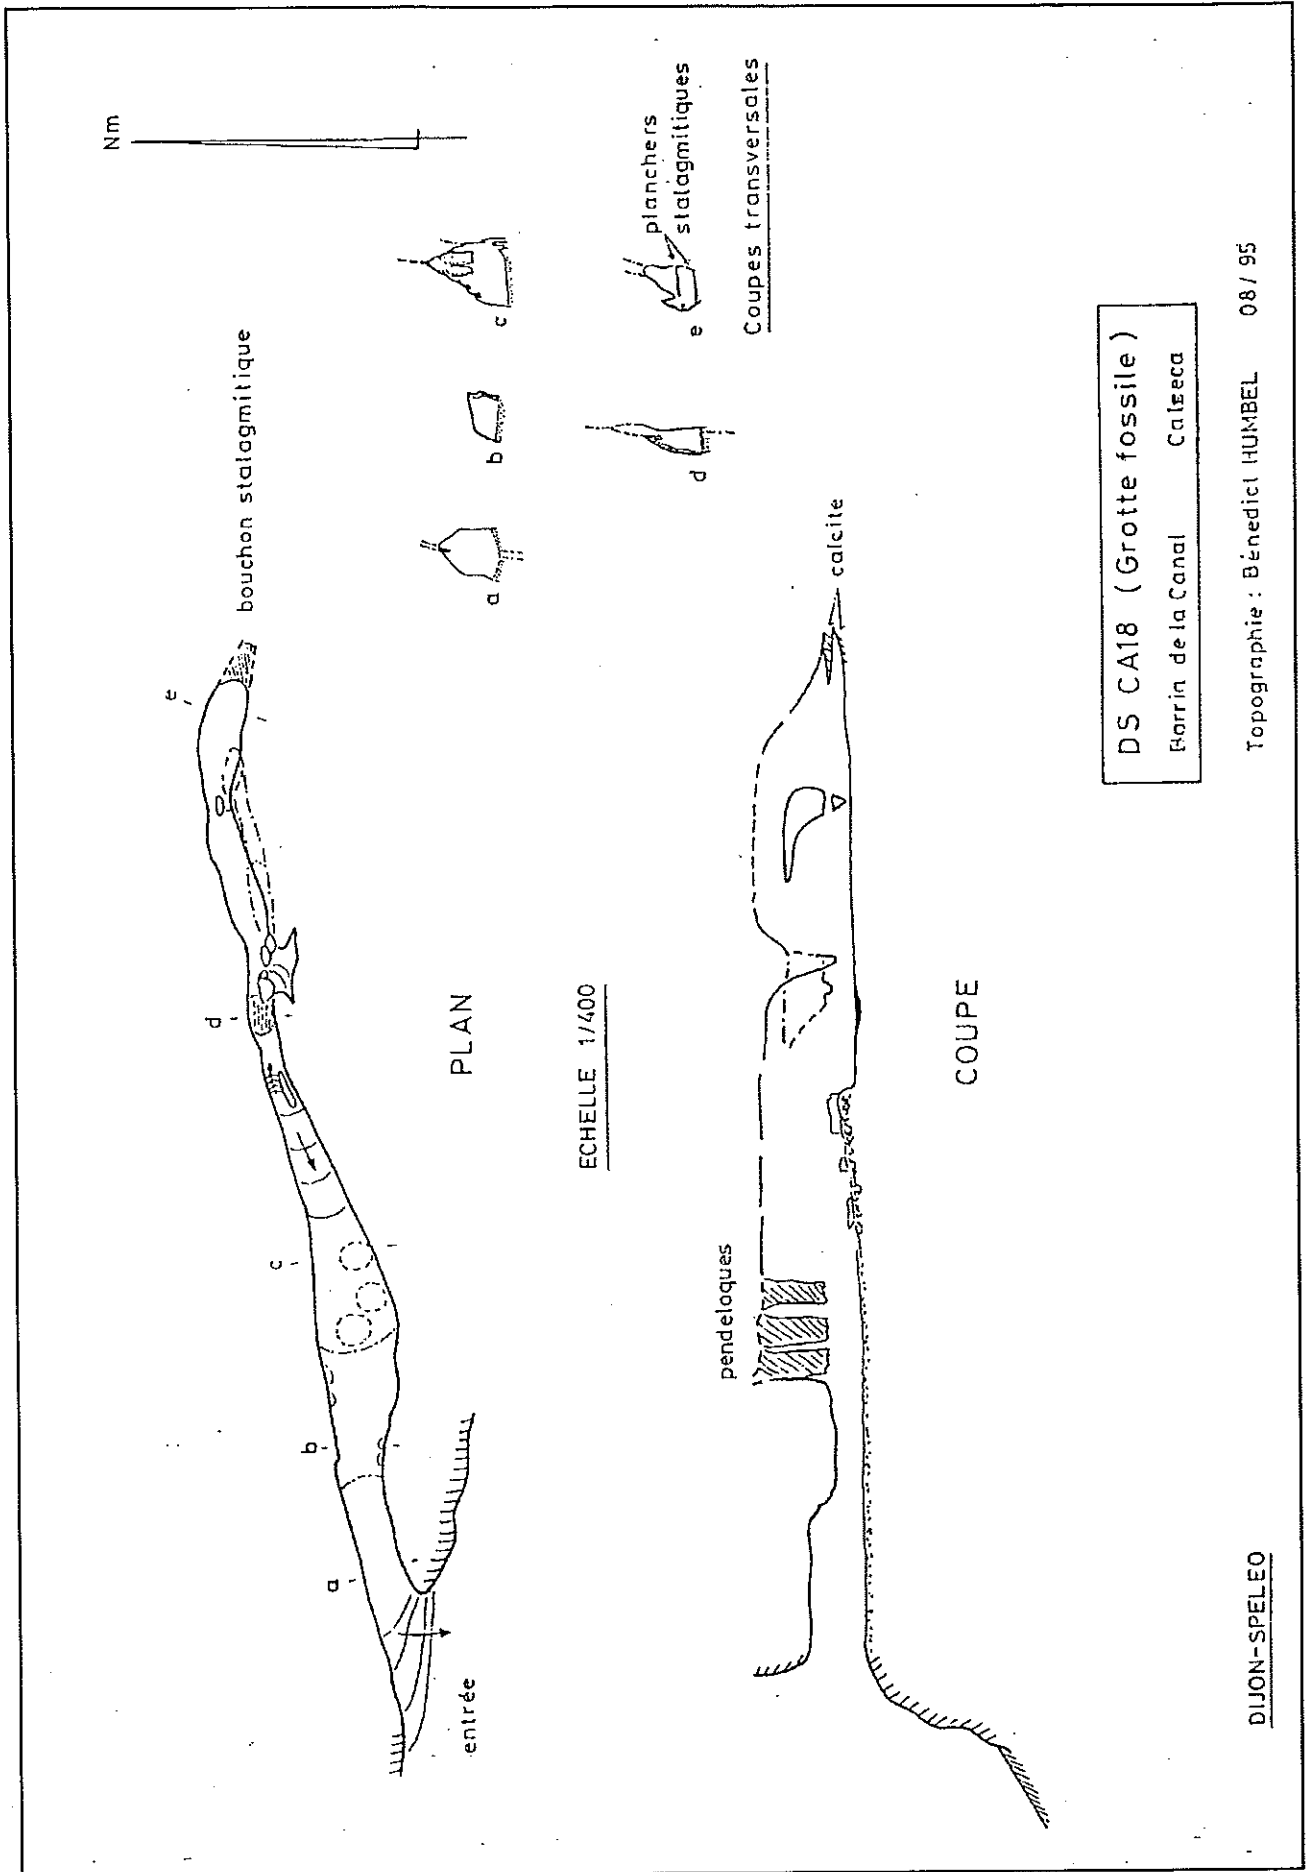 Nm
bouchon stalagmitique
e
d
c
b
a
entrée
PLAN
a
b
c
d
e
planchers
stalagmitiques
Coupes transversales
ECHELLE 1/400
pendeloques
calcite
COUPE
DS CA18 (Grotte fossile)
Barrin de la Canal Calseca
Topographie : Bénédict HUMBEL 08/95
DIJON-SPELEO